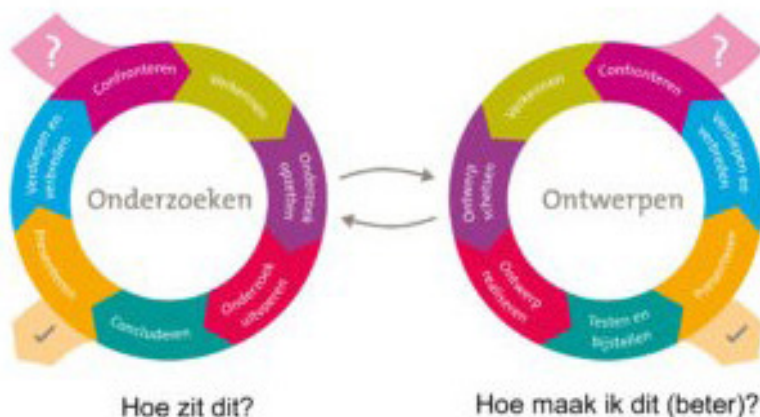 ?
Confronteren
Verkennen
Onderzoek
opzetten
Onderzoek
uitvoeren
Concluderen
Presenteren
Verdiepen en
verbreden
!
Onderzoeken
Hoe zit dit?
?
Confronteren
Verkennen
Ontwerp
schetsen
Ontwerp
realiseren
Testen en
bijstellen
Presenteren
Verdiepen en
verbreden
!
Ontwerpen
Hoe maak ik dit (beter)?